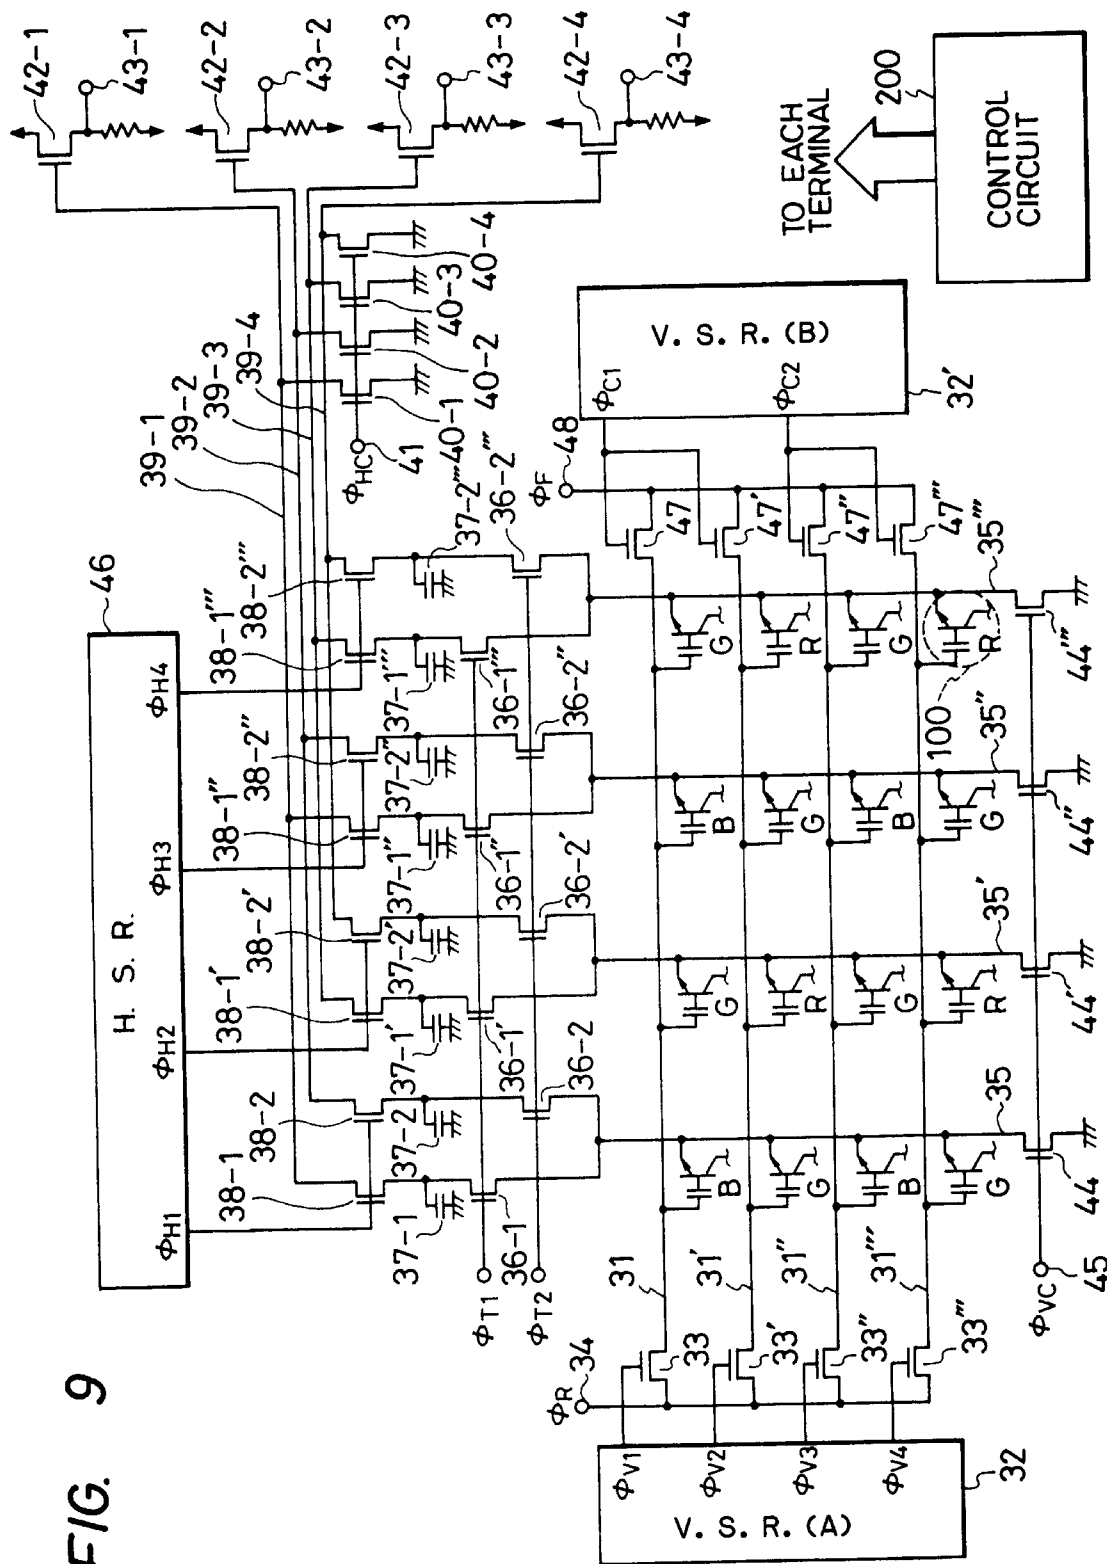 FIG. 9
H. S. R.
46
ΦH1
ΦH2
ΦH3
ΦH4
38-1
38-2
38-1'
38-2'
38-1''
38-2''
38-1'''
38-2'''
39-1
39-2
39-3
39-4
42-1
43-1
42-2
43-2
42-3
43-3
42-4
43-4
37-1
37-2
37-1'
37-2'
37-1''
37-2''
37-1'''
37-2'''
40-1
40-2
40-3
40-4
ΦHC
41
ΦT1
ΦT2
36-1
36-2
36-1'
36-2'
36-1''
36-2''
36-1'''
36-2'''
ΦR
34
ΦF
48
V. S. R. (A)
32
ΦV1
ΦV2
ΦV3
ΦV4
33
33'
33''
33'''
31
31'
31''
31'''
B
G
B
G
G
R
G
R
B
G
B
G
G
R
G
R
100
47
47'
47''
47'''
V. S. R. (B)
32'
ΦC1
ΦC2
35
35'
35''
35'''
44
44'
44''
44'''
ΦVC
45
TO EACH
TERMINAL
200
CONTROL
CIRCUIT